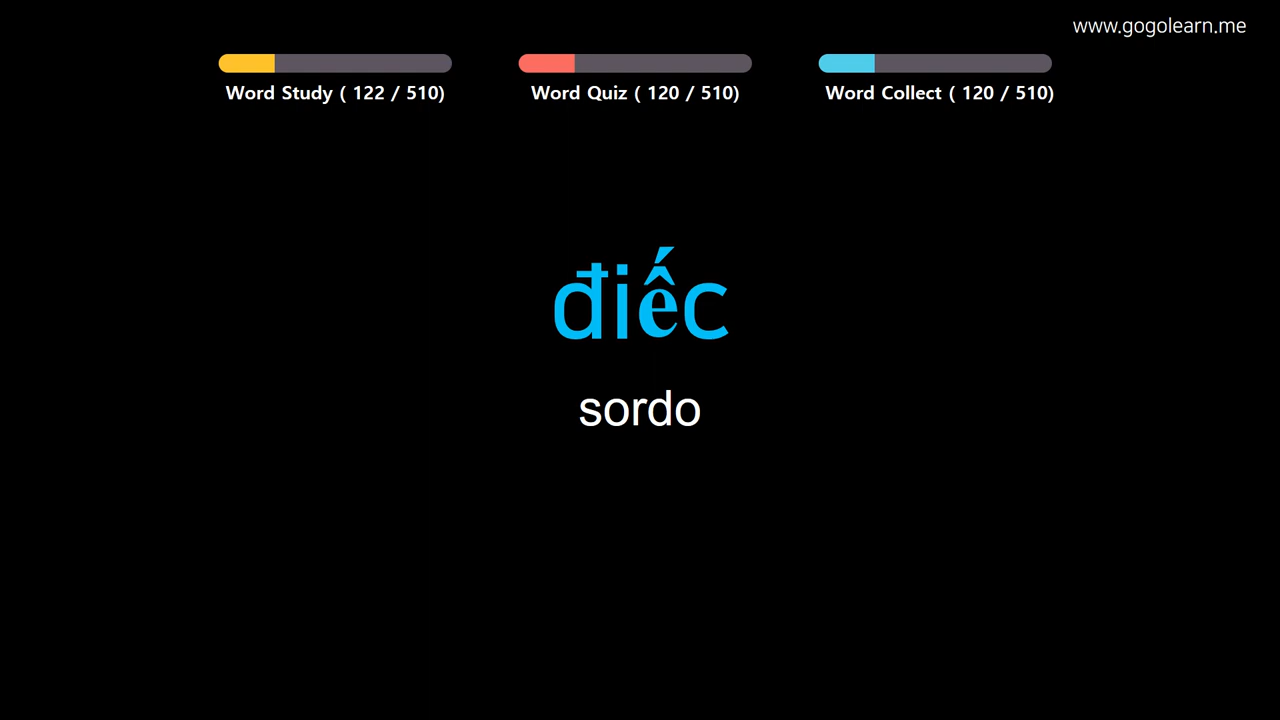 www.gogolearn.me
Word Study ( 122 / 510)
Word Quiz ( 120 / 510)
Word Collect ( 120 / 510)
điếc
sordo